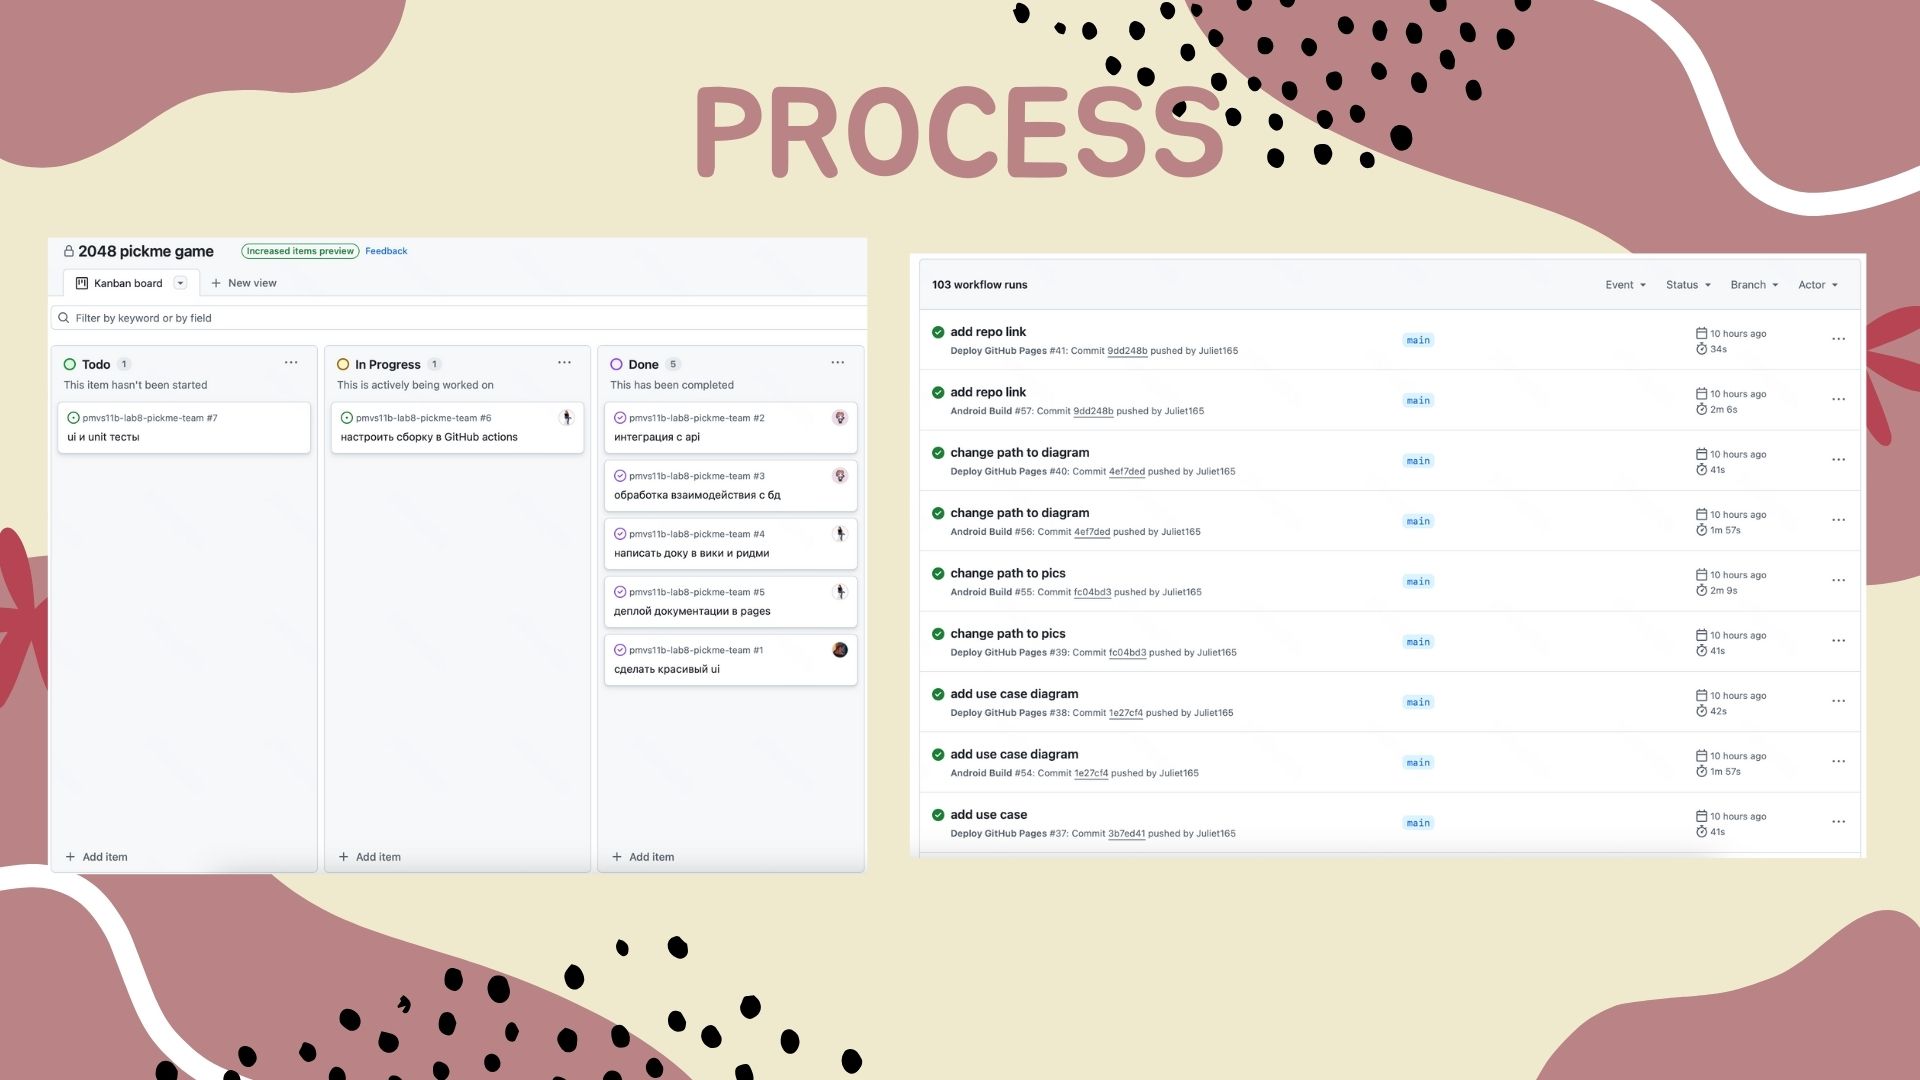 PROCESS
2048 pickme game
Increased items preview
Feedback
Kanban board
+ New view
Filter by keyword or by field
Todo 1
This item hasn't been started
pmvs11b-lab8-pickme-team #7
ui и unit тесты
+ Add item
In Progress 1
This is actively being worked on
pmvs11b-lab8-pickme-team #6
настроить сборку в GitHub actions
+ Add item
Done 5
This has been completed
pmvs11b-lab8-pickme-team #2
интеграция с api
pmvs11b-lab8-pickme-team #3
обработка взаимодействия с бд
pmvs11b-lab8-pickme-team #4
написать доку в вики и ридми
pmvs11b-lab8-pickme-team #5
деплой документации в pages
pmvs11b-lab8-pickme-team #1
сделать красивый ui
+ Add item
103 workflow runs
Event
Status
Branch
Actor
add repo link
Deploy GitHub Pages #41: Commit 9dd248b pushed by Juliet165
main
10 hours ago
34s
add repo link
Android Build #57: Commit 9dd248b pushed by Juliet165
main
10 hours ago
2m 6s
change path to diagram
Deploy GitHub Pages #40: Commit 4ef7ded pushed by Juliet165
main
10 hours ago
41s
change path to diagram
Android Build #56: Commit 4ef7ded pushed by Juliet165
main
10 hours ago
1m 57s
change path to pics
Android Build #55: Commit fc04bd3 pushed by Juliet165
main
10 hours ago
2m 9s
change path to pics
Deploy GitHub Pages #39: Commit fc04bd3 pushed by Juliet165
main
10 hours ago
41s
add use case diagram
Deploy GitHub Pages #38: Commit 1e27cf4 pushed by Juliet165
main
10 hours ago
42s
add use case diagram
Android Build #54: Commit 1e27cf4 pushed by Juliet165
main
10 hours ago
1m 57s
add use case
Deploy GitHub Pages #37: Commit 3b7ed41 pushed by Juliet165
main
10 hours ago
41s